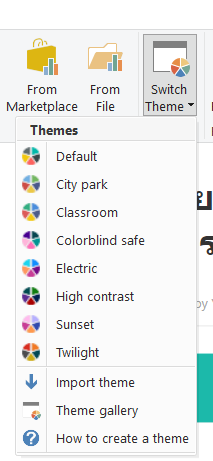 From
Marketplace
From
File
Switch
Theme
Themes
Default
City park
Classroom
Colorblind safe
Electric
High contrast
Sunset
Twilight
Import theme
Theme gallery
How to create a theme